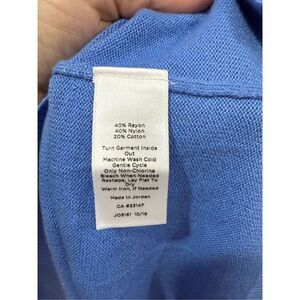 40% Rayon
40% Nylon
20% Cotton
Turn Garment Inside
Out
Machine Wash Cold
Gentle Cycle
Only Non-Chlorine
Bleach When Needed
Reshape, Lay Flat To
Dry
Warm Iron, If Needed
Made In Jordan
CA #23147
JG5161 10/16